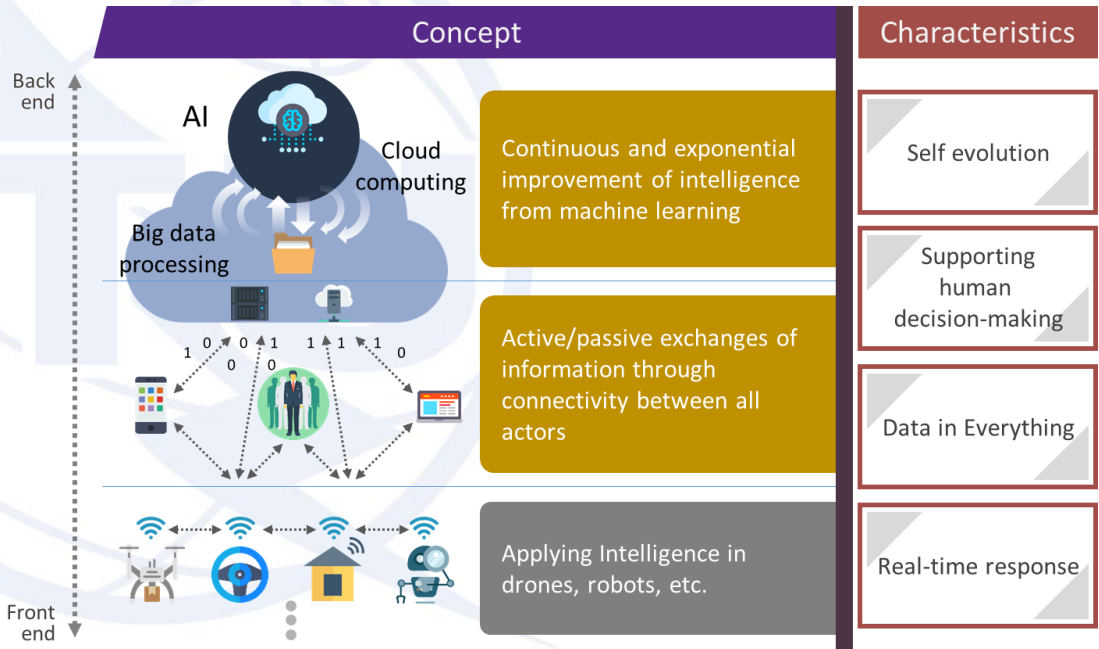 Concept
Characteristics
Back
end
AI
Cloud
computing
Big data
processing
Continuous and exponential
improvement of intelligence
from machine learning
Self evolution
Supporting
human
decision-making
1 0 0 1 1 1 1 0
0 0
Active/passive exchanges of
information through
connectivity between all
actors
Data in Everything
Applying Intelligence in
drones, robots, etc.
Real-time response
Front
end